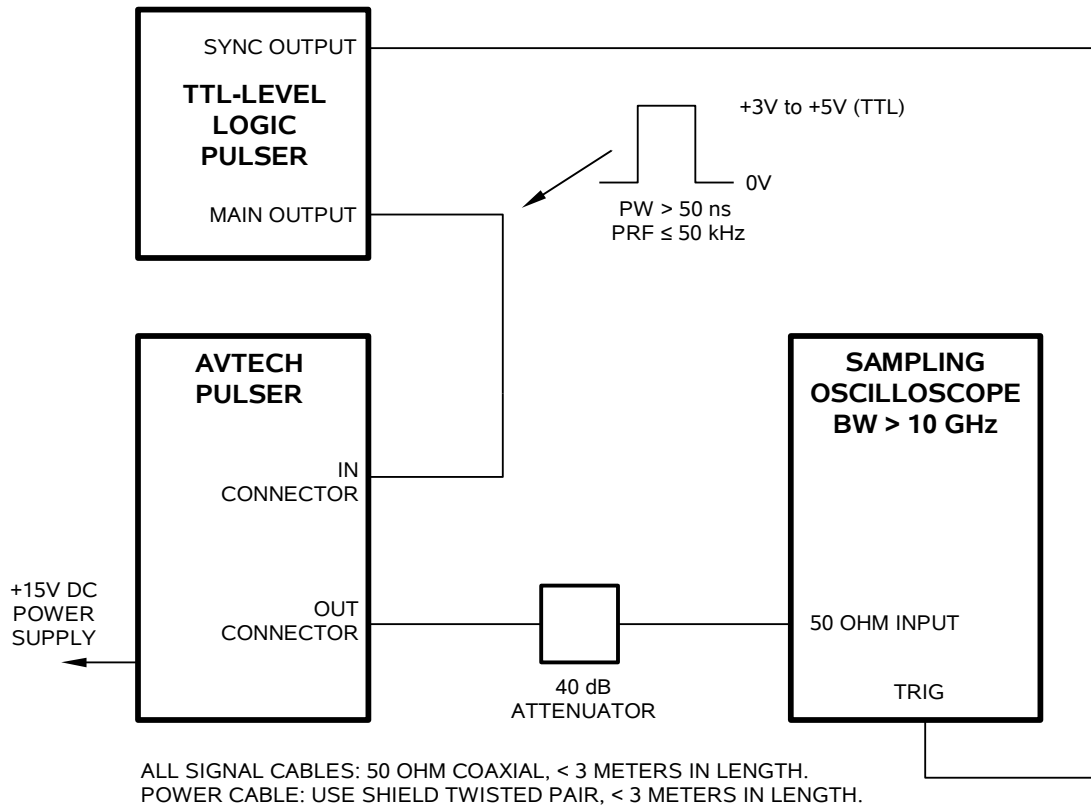 SYNC OUTPUT
TTL-LEVEL
LOGIC
PULSER
MAIN OUTPUT
+3V to +5V (TTL)
0V
PW > 50 ns
PRF ≤ 50 kHz
AVTECH
PULSER
IN
CONNECTOR
OUT
CONNECTOR
+15V DC
POWER
SUPPLY
40 dB
ATTENUATOR
SAMPLING
OSCILLOSCOPE
BW > 10 GHz
50 OHM INPUT
TRIG
ALL SIGNAL CABLES: 50 OHM COAXIAL, < 3 METERS IN LENGTH.
POWER CABLE: USE SHIELD TWISTED PAIR, < 3 METERS IN LENGTH.